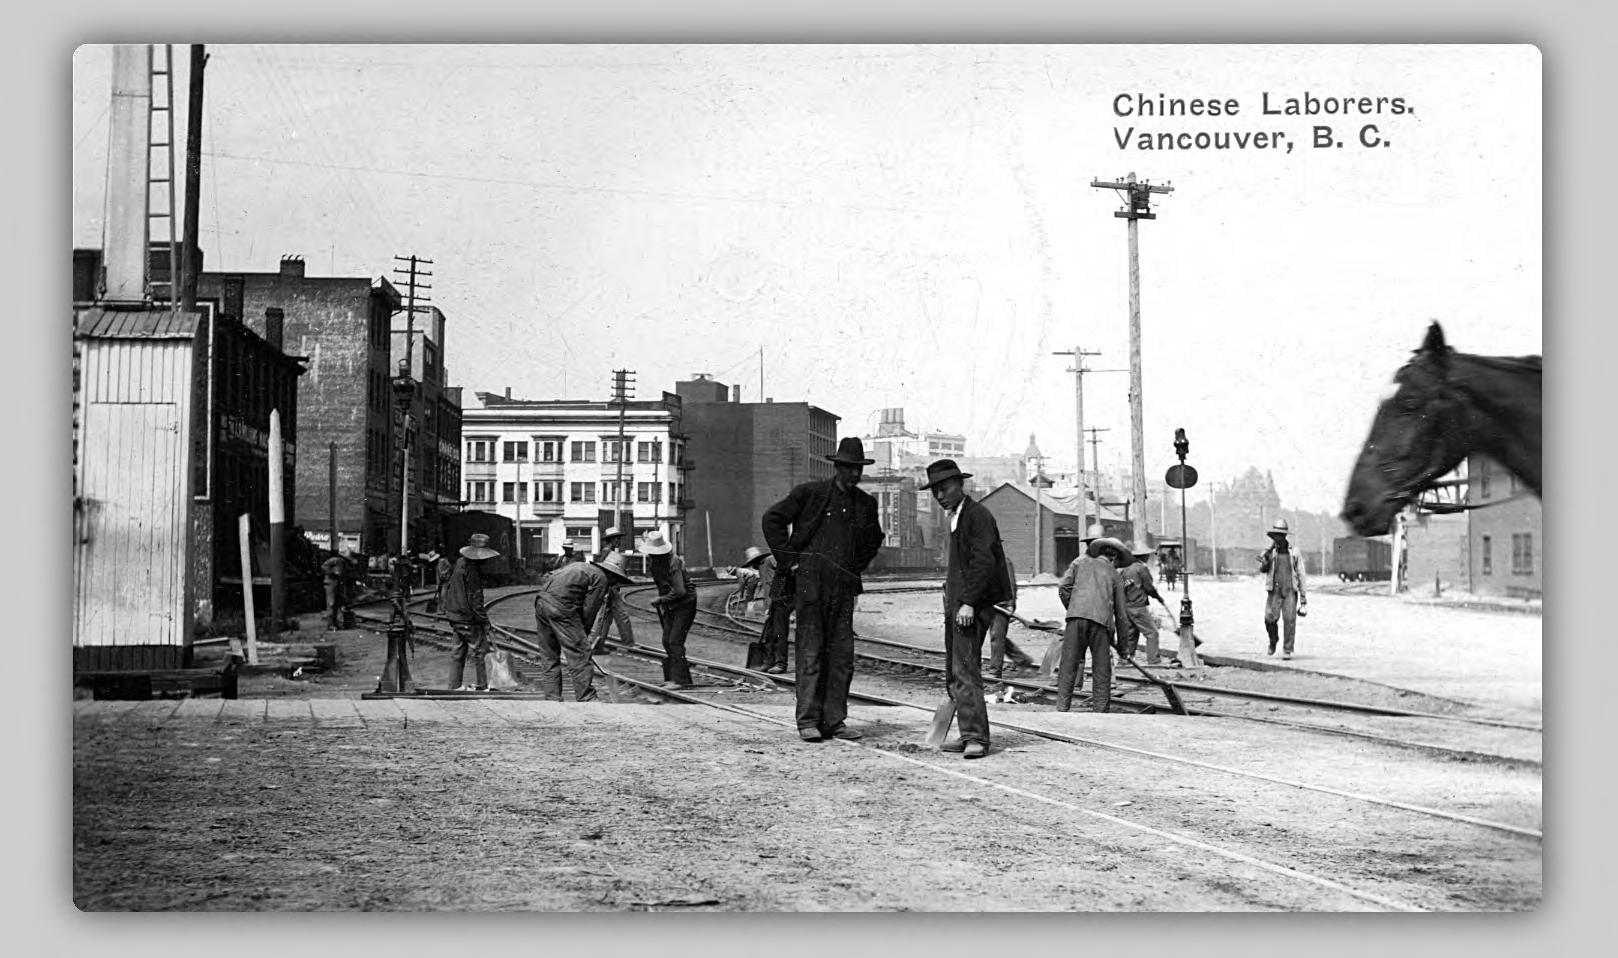 Chinese Laborers.
Vancouver, B. C.